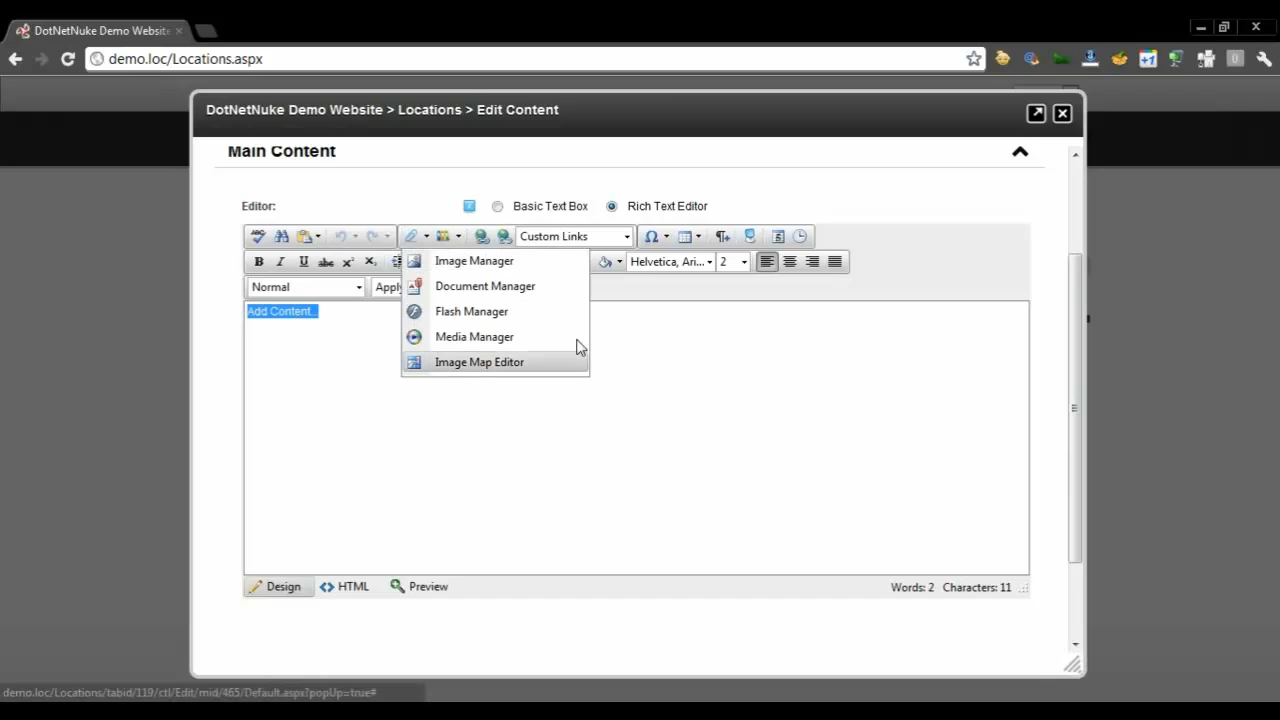 DotNetNuke Demo Website
demo.loc/Locations.aspx
DotNetNuke Demo Website > Locations > Edit Content
Main Content
Editor: Basic Text Box Rich Text Editor
Custom Links
B I U abc Helvetica, Ari... 2
Normal Apply
Image Manager
Document Manager
Flash Manager
Media Manager
Image Map Editor
Add Content...
Design HTML Preview Words: 2 Characters: 11
demo.loc/Locations/tabid/119/ctl/Edit/mid/465/Default.aspx?popUp=true#